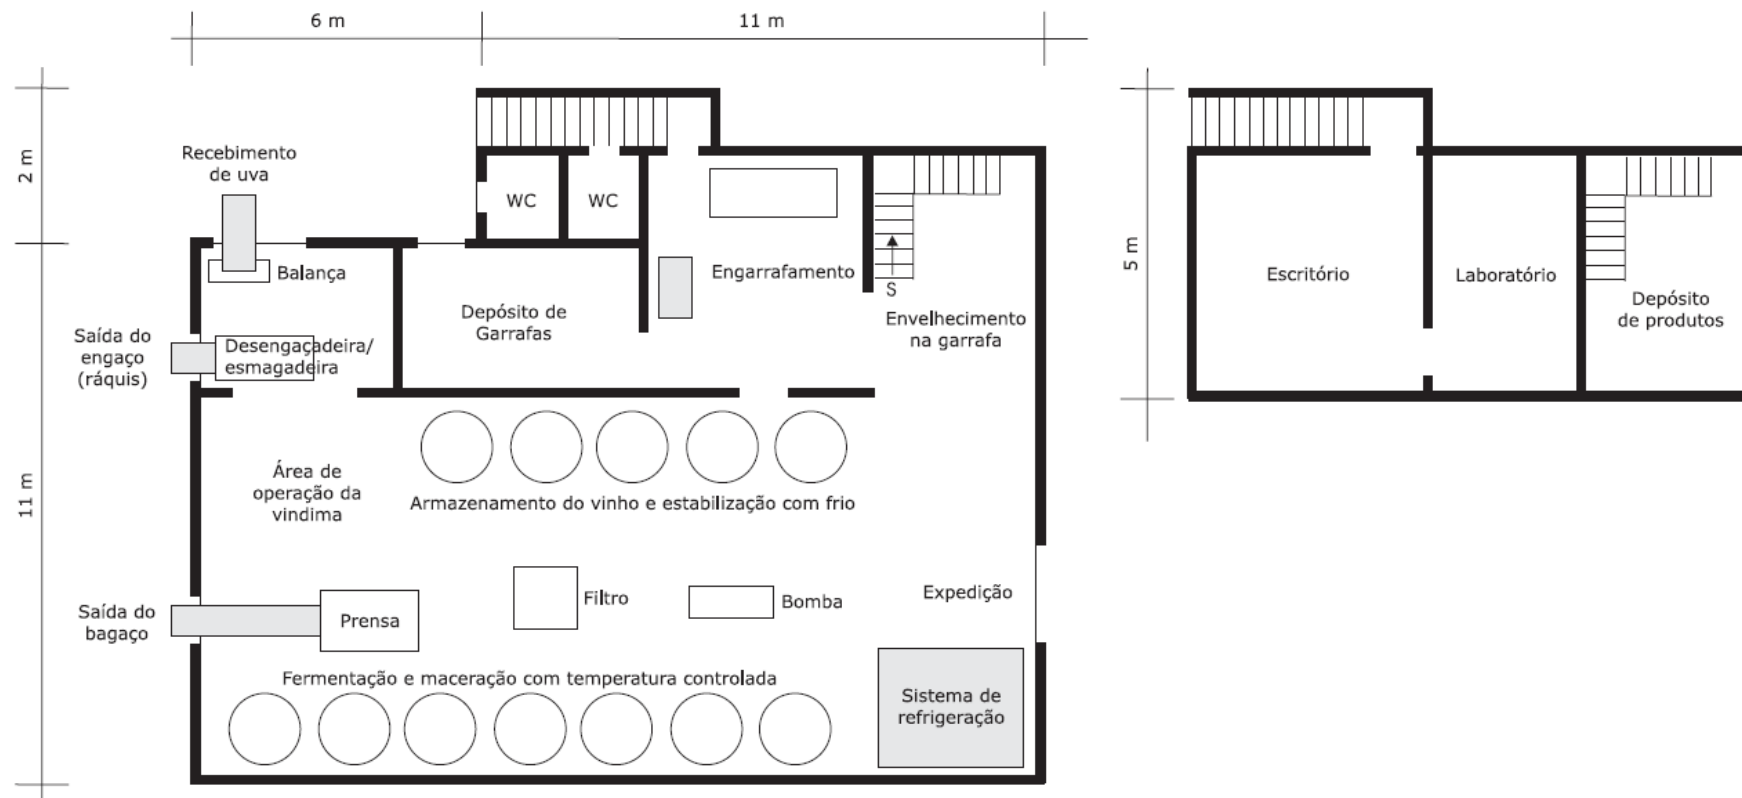 6 m
11 m
2 m
11 m
Recebimento
de uva
Balança
Saída do
engaço
(ráquis)
Desengaçadeira/
esmagadeira
WC
WC
Depósito de
Garrafas
Engarrafamento
S
Envelhecimento
na garrafa
Área de
operação da
vindima
Armazenamento do vinho e estabilização com frio
Saída do
bagaço
Prensa
Filtro
Bomba
Expedição
Fermentação e maceração com temperatura controlada
Sistema de
refrigeração
5 m
Escritório
Laboratório
Depósito
de produtos